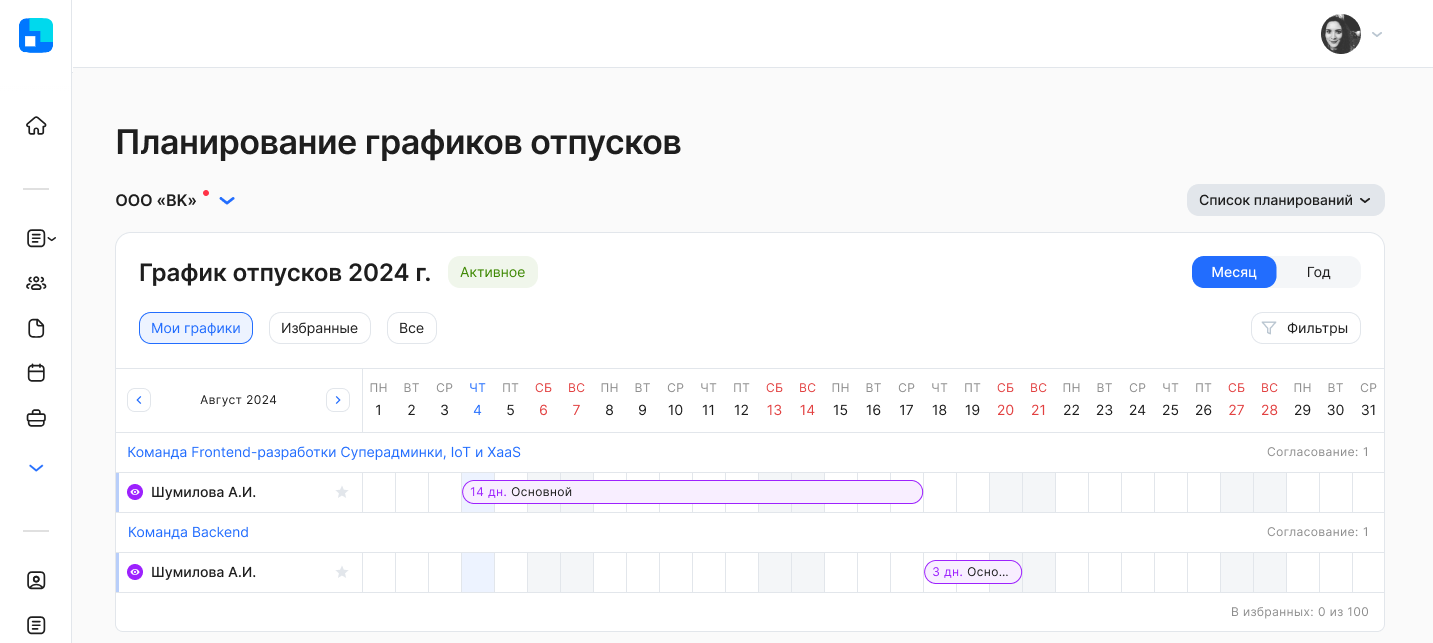 Планирование графиков отпусков
ООО «ВК»
Список планирований
График отпусков 2024 г. Активное
Месяц Год
Мои графики Избранные Все
Фильтры
Август 2024
ПН ВТ СР ЧТ ПТ СБ ВС ПН ВТ СР ЧТ ПТ СБ ВС ПН ВТ СР ЧТ ПТ СБ ВС ПН ВТ СР ЧТ ПТ СБ ВС ПН ВТ СР
1 2 3 4 5 6 7 8 9 10 11 12 13 14 15 16 17 18 19 20 21 22 23 24 25 26 27 28 29 30 31
Команда Frontend-разработки Суперадминки, IoT и XaaS Согласование: 1
Шумилова А.И. 14 дн. Основной
Команда Backend Согласование: 1
Шумилова А.И. 3 дн. Осно...
В избранных: 0 из 100